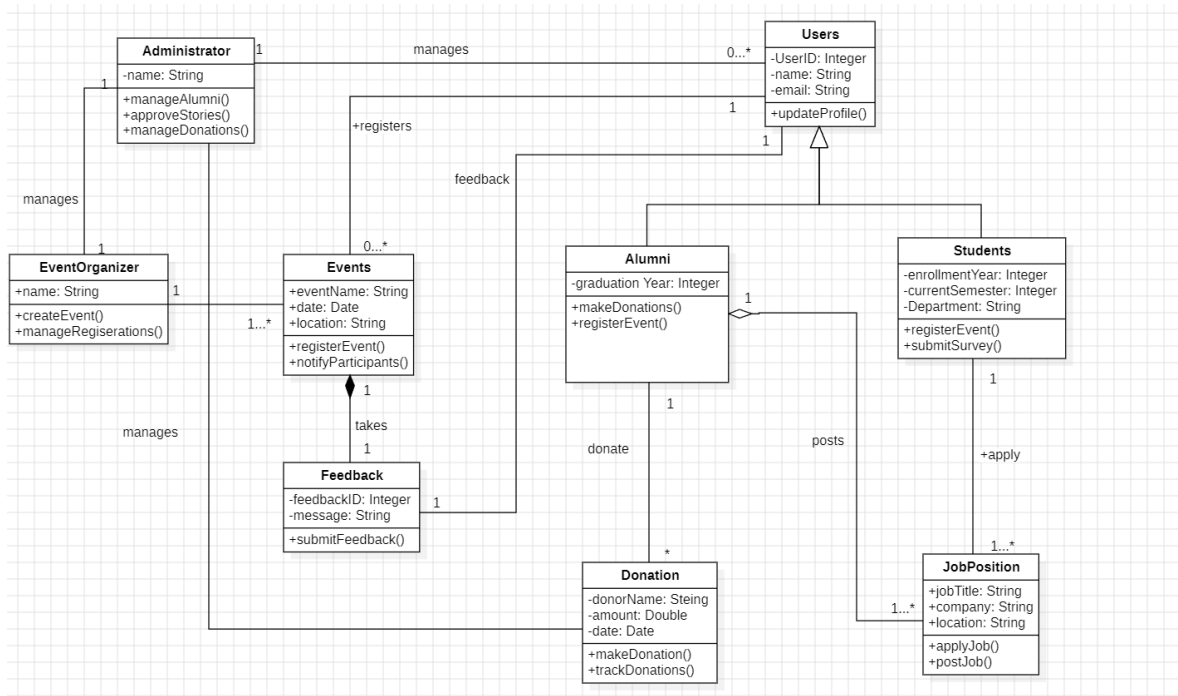 Administrator
-name: String
+manageAlumni()
+approveStories()
+manageDonations()
1
manages
0...*
Users
-UserID: Integer
-name: String
-email: String
+updateProfile()
1
1
+registers
1
feedback
manages
1
0...*
EventOrganizer
+name: String
+createEvent()
+manageRegiserations()
1
1...*
Events
+eventName: String
+date: Date
+location: String
+registerEvent()
+notifyParticipants()
1
takes
1
Alumni
-graduation Year: Integer
+makeDonations()
+registerEvent()
1
Students
-enrollmentYear: Integer
-currentSemester: Integer
-Department: String
+registerEvent()
+submitSurvey()
1
1
manages
donate
posts
+apply
Feedback
-feedbackID: Integer
-message: String
+submitFeedback()
1
*
1...*
Donation
-donorName: Steing
-amount: Double
-date: Date
+makeDonation()
+trackDonations()
1...*
JobPosition
+jobTitle: String
+company: String
+location: String
+applyJob()
+postJob()